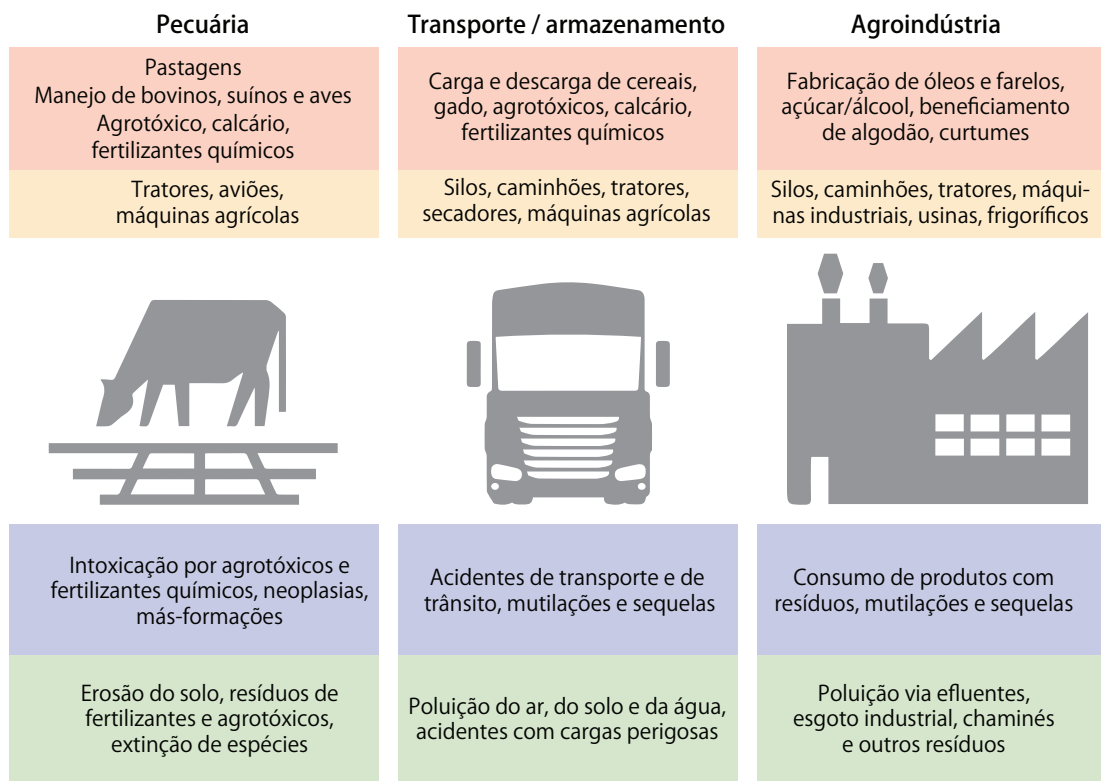 Pecuária
Pastagens
Manejo de bovinos, suínos e aves
Agrotóxico, calcário,
fertilizantes químicos
Tratores, aviões,
máquinas agrícolas
Intoxicação por agrotóxicos e
fertilizantes químicos, neoplasias,
más-formações
Erosão do solo, resíduos de
fertilizantes e agrotóxicos,
extinção de espécies
Transporte / armazenamento
Carga e descarga de cereais,
gado, agrotóxicos, calcário,
fertilizantes químicos
Silos, caminhões, tratores,
secadores, máquinas agrícolas
Acidentes de transporte e de
trânsito, mutilações e sequelas
Poluição do ar, do solo e da água,
acidentes com cargas perigosas
Agroindústria
Fabricação de óleos e farelos,
açúcar/álcool, beneficiamento
de algodão, curtumes
Silos, caminhões, tratores, máqui-
nas industriais, usinas, frigoríficos
Consumo de produtos com
resíduos, mutilações e sequelas
Poluição via efluentes,
esgoto industrial, chaminés
e outros resíduos